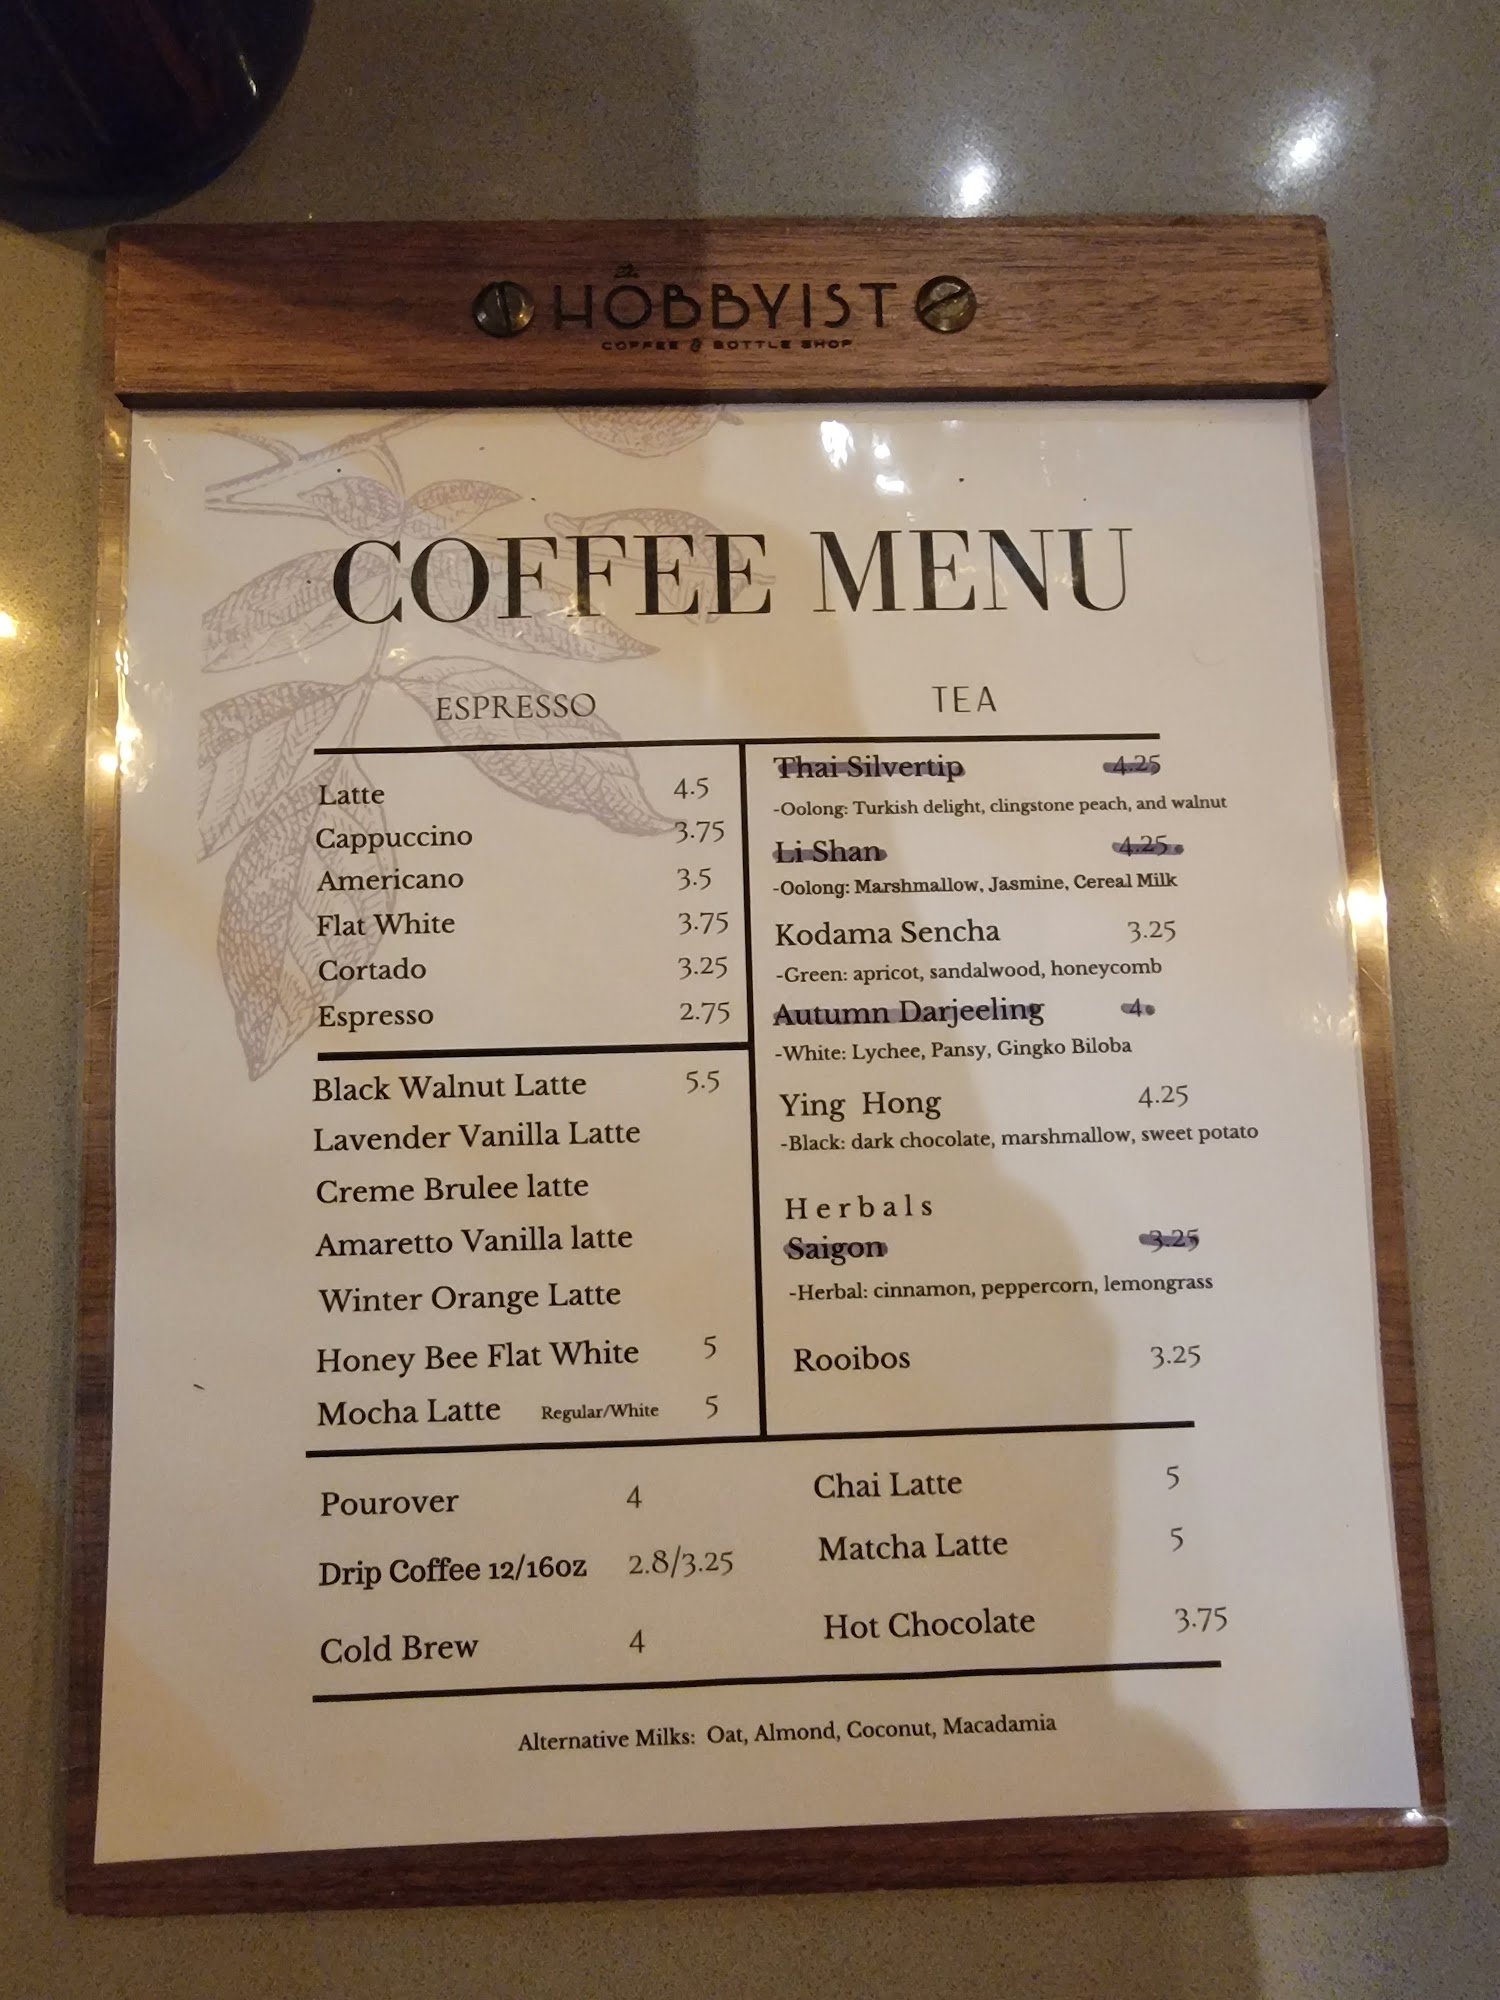 the
HOBBYIST
COFFEE & BOTTLE SHOP
COFFEE MENU
ESPRESSO
Latte 4.5
Cappuccino 3.75
Americano 3.5
Flat White 3.75
Cortado 3.25
Espresso 2.75
Black Walnut Latte 5.5
Lavender Vanilla Latte
Creme Brulee latte
Amaretto Vanilla latte
Winter Orange Latte
Honey Bee Flat White 5
Mocha Latte Regular/White 5
TEA
Thai Silvertip 4.25
-Oolong: Turkish delight, clingstone peach, and walnut
Li Shan 4.25
-Oolong: Marshmallow, Jasmine, Cereal Milk
Kodama Sencha 3.25
-Green: apricot, sandalwood, honeycomb
Autumn Darjeeling 4
-White: Lychee, Pansy, Gingko Biloba
Ying Hong 4.25
-Black: dark chocolate, marshmallow, sweet potato
Herbals
Saigon 3.25
-Herbal: cinnamon, peppercorn, lemongrass
Rooibos 3.25
Pourover 4
Drip Coffee 12/16oz 2.8/3.25
Cold Brew 4
Chai Latte 5
Matcha Latte 5
Hot Chocolate 3.75
Alternative Milks: Oat, Almond, Coconut, Macadamia